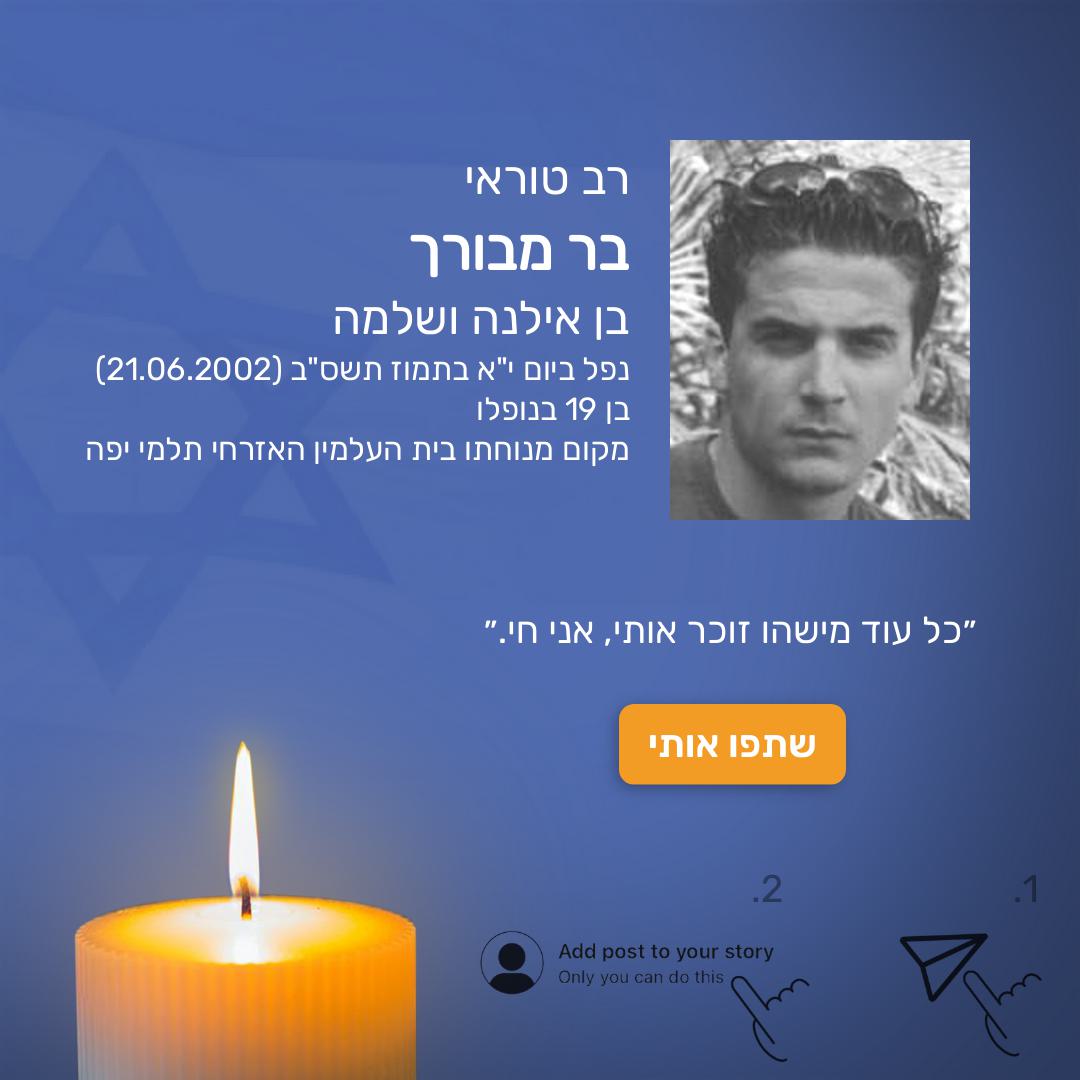 רב טוראי
בר מבורך
בן אילנה ושלמה
נפל ביום י"א בתמוז תשס"ב (21.06.2002)
בן 19 בנופלו
מקום מנוחתו בית העלמין האזרחי תלמי יפה
״כל עוד מישהו זוכר אותי, אני חי.״
שתפו אותי
.1
.2
Add post to your story
Only you can do this